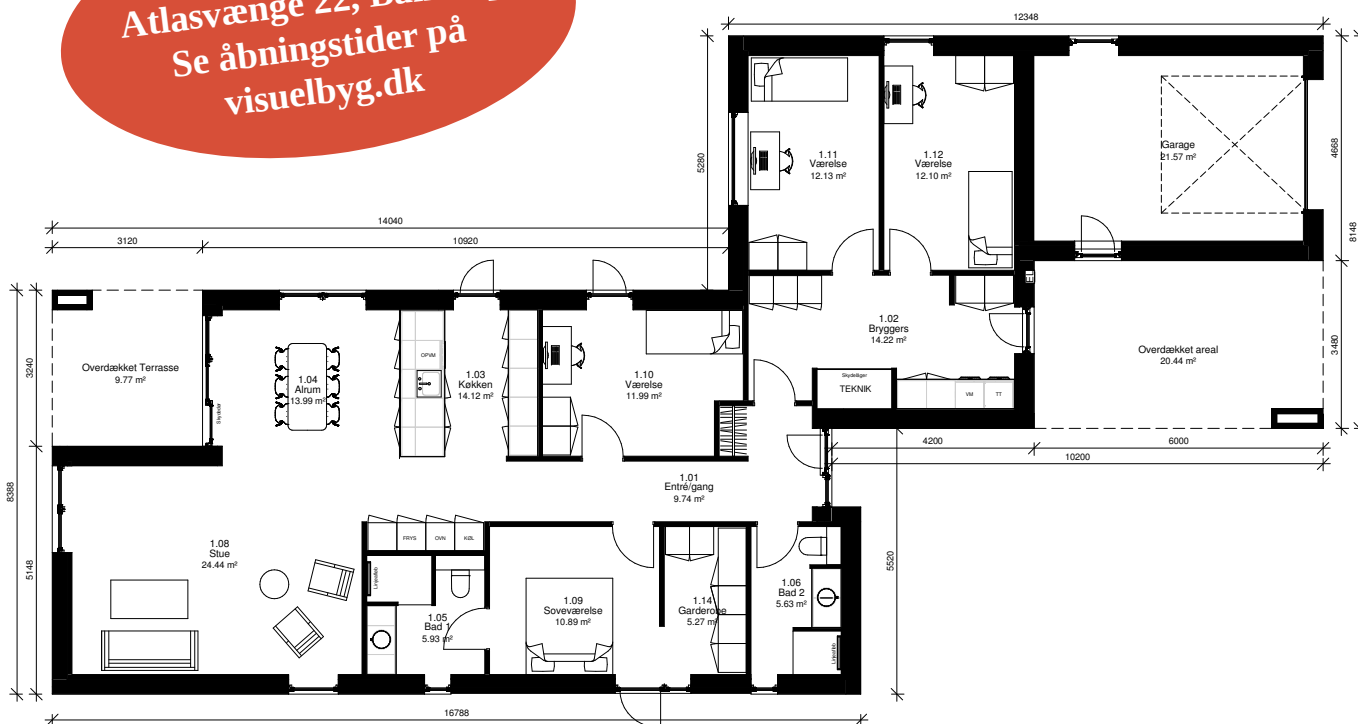 Atlasvænge 22,
Se åbningstider på
visuelbyg.dk
12348
5280
1.11
Værelse
12.13 m²
1.12
Værelse
12.10 m²
Garage
21.57 m²
4668
8148
14040
3120
10920
1.02
Bryggers
14.22 m²
EL
Overdækket areal
20.44 m²
3480
Overdækket Terrasse
9.77 m²
3240
8388
Skydedør
1.04
Alrum
13.99 m²
OPVM
1.03
Køkken
14.12 m²
1.10
Værelse
11.99 m²
Skydelåger
TEKNIK
VM
TT
4200
6000
10200
1.01
Entré/gang
9.74 m²
1.08
Stue
24.44 m²
5148
FRYS
OVN
KØL
Linjeafløb
1.05
Bad 1
5.93 m²
1.09
Soveværelse
10.89 m²
1.14
Garderobe
5.27 m²
1.06
Bad 2
5.63 m²
Linjeafløb
5520
16788